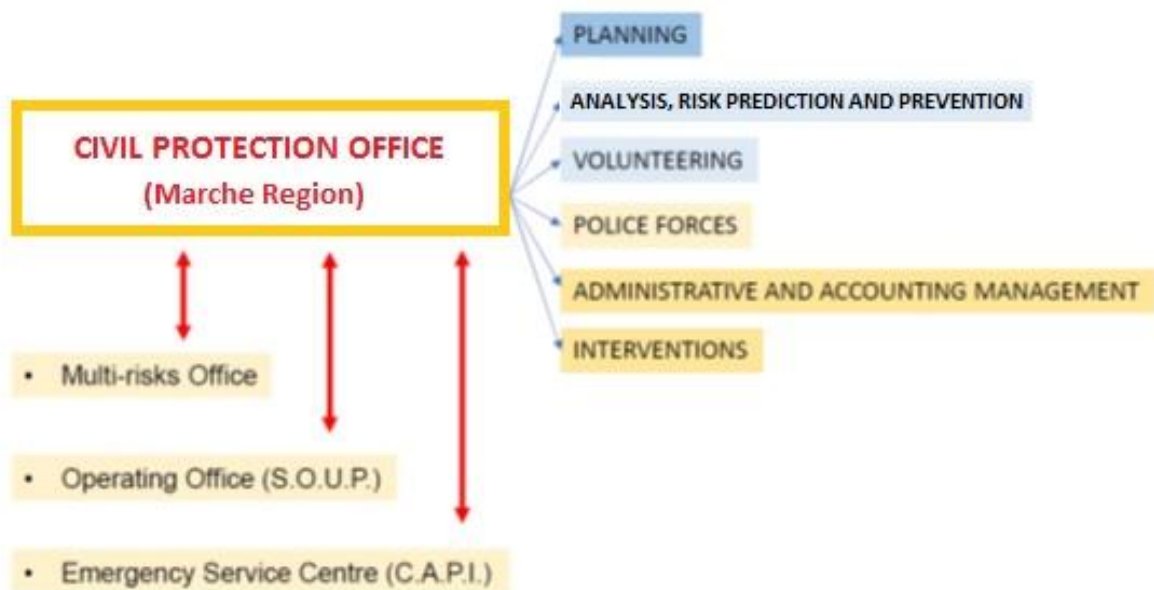 CIVIL PROTECTION OFFICE
(Marche Region)
PLANNING
ANALYSIS, RISK PREDICTION AND PREVENTION
VOLUNTEERING
POLICE FORCES
ADMINISTRATIVE AND ACCOUNTING MANAGEMENT
INTERVENTIONS
• Multi-risks Office
• Operating Office (S.O.U.P.)
• Emergency Service Centre (C.A.P.I.)